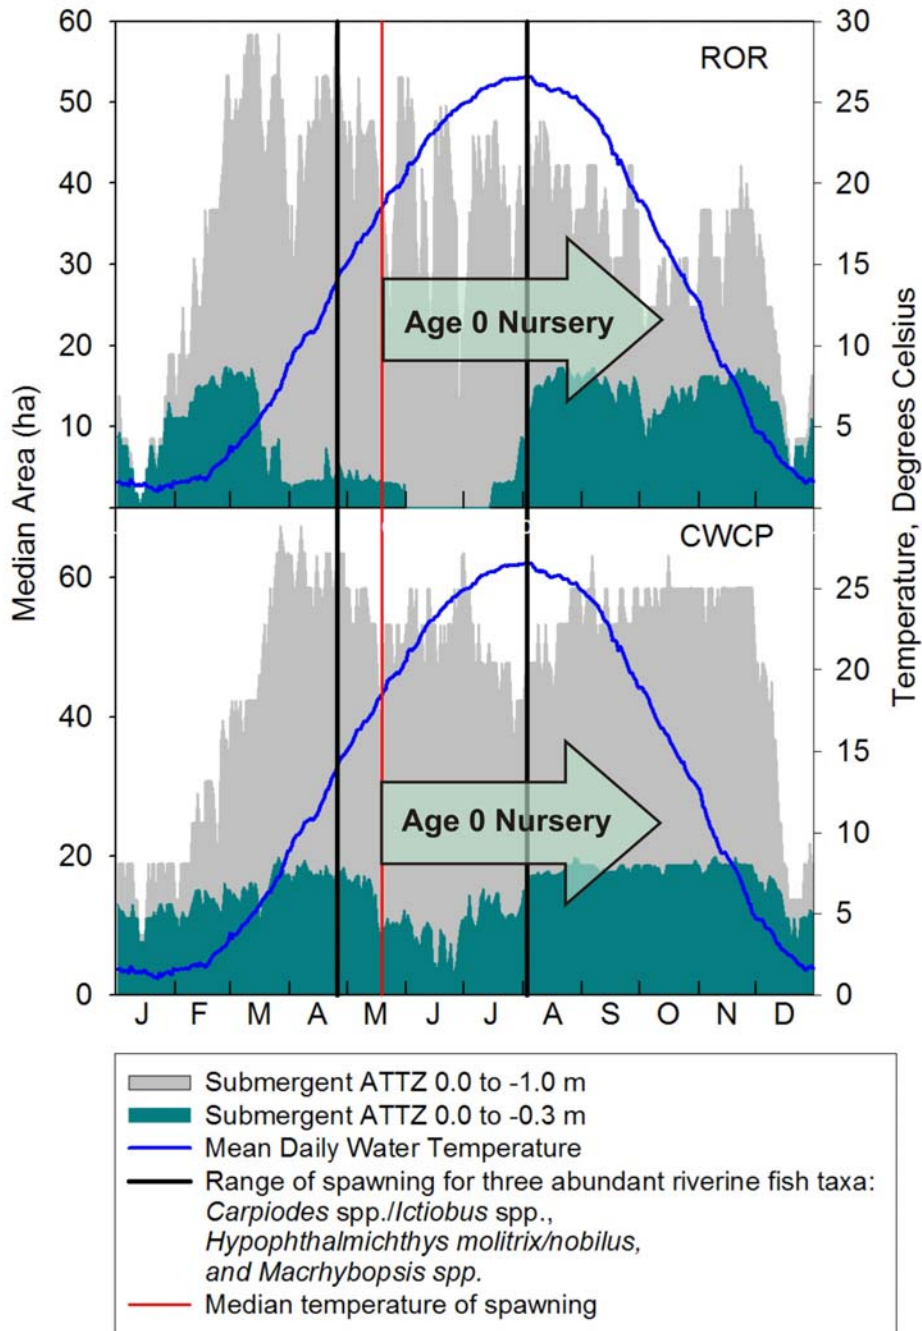 60
50
40
30
20
10
Median Area (ha)
ROR
30
25
20
15
10
5
Temperature, Degrees Celsius
Age 0 Nursery
CWCP
60
40
20
0
25
20
15
10
5
0
Age 0 Nursery
J F M A M J J A S O N D
Submergent ATTZ 0.0 to -1.0 m
Submergent ATTZ 0.0 to -0.3 m
Mean Daily Water Temperature
Range of spawning for three abundant riverine fish taxa:
Carpiodes spp./Ictiobus spp.,
Hypophthalmichthys molitrix/nobilus,
and Macrhybopsis spp.
Median temperature of spawning